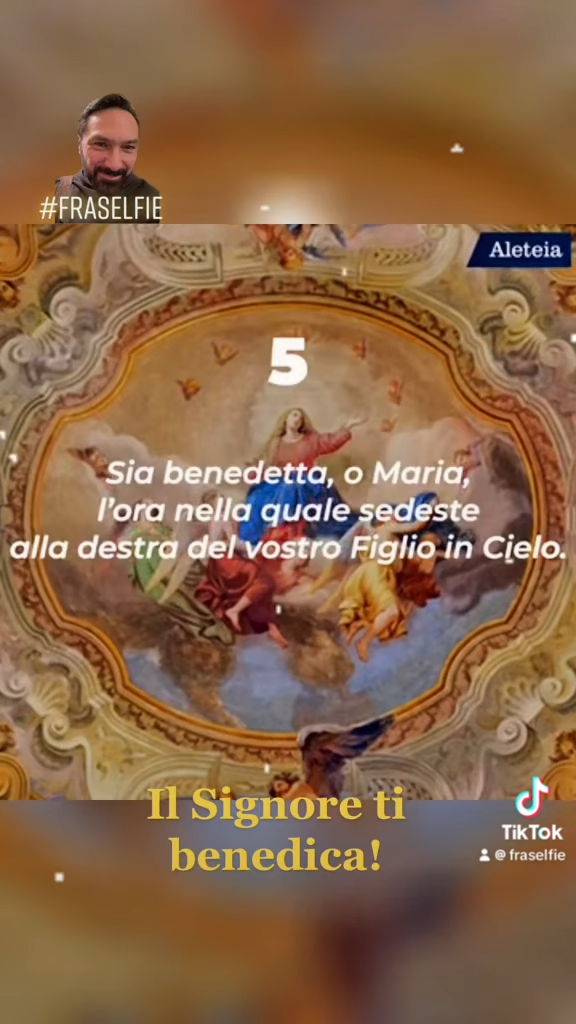 #FRASELFIE
Aleteia
5
Sia benedetta, o Maria,
l'ora nella quale sedeste
alla destra del vostro Figlio in Cielo.
Il Signore ti
benedica!
TikTok
@fraselfie